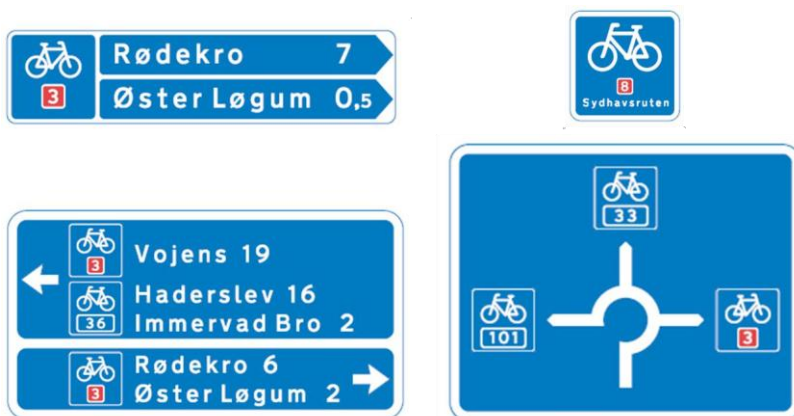 Rødekro 7
3
Øster Løgum 0,5
8
Sydhavsruten
Vojens 19
3
Haderslev 16
36
Immervad Bro 2
Rødekro 6
3
Øster Løgum 2
33
101
3